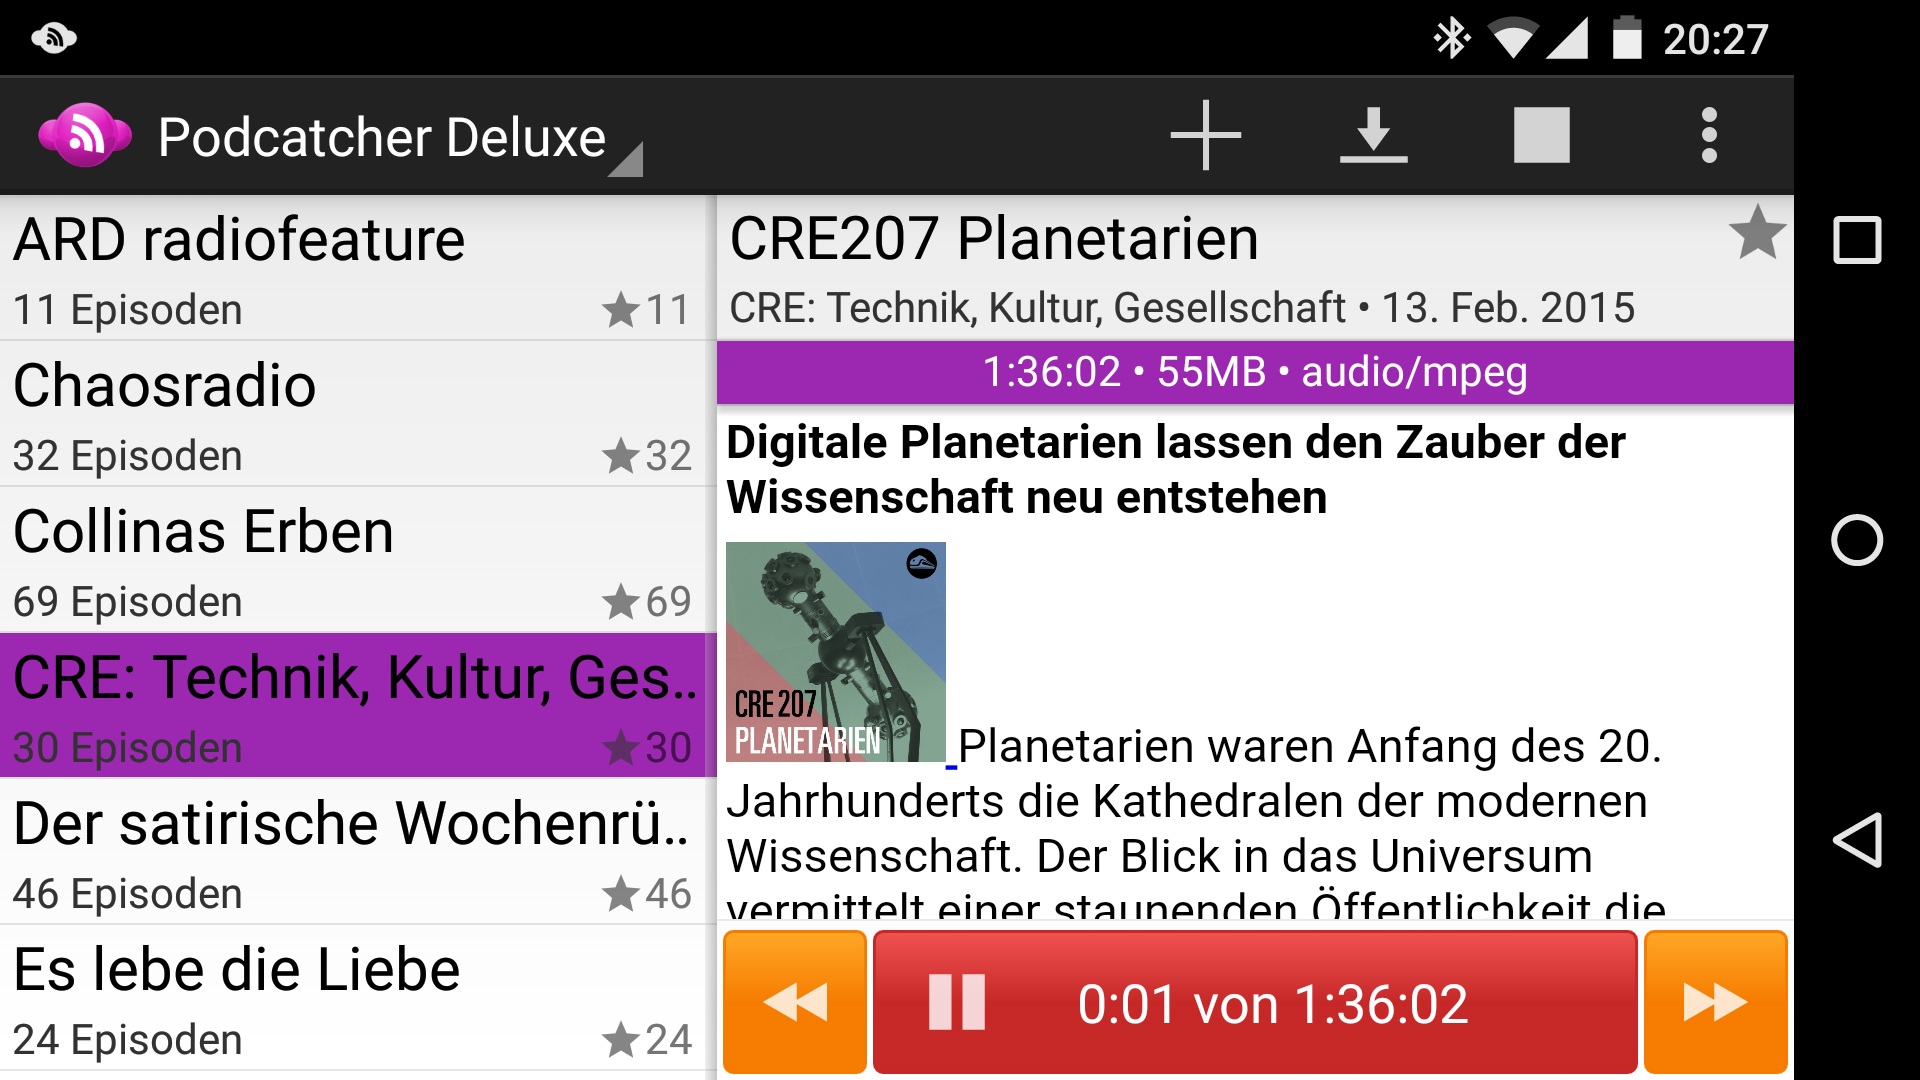 20:27
Podcatcher Deluxe
ARD radiofeature
11 Episoden
11
Chaosradio
32 Episoden
32
Collinas Erben
69 Episoden
69
CRE: Technik, Kultur, Ges..
30 Episoden
30
Der satirische Wochenrü..
46 Episoden
46
Es lebe die Liebe
24 Episoden
24
CRE207 Planetarien
CRE: Technik, Kultur, Gesellschaft • 13. Feb. 2015
1:36:02 • 55MB • audio/mpeg
Digitale Planetarien lassen den Zauber der
Wissenschaft neu entstehen
CRE 207
PLANETARIEN
Planetarien waren Anfang des 20.
Jahrhunderts die Kathedralen der modernen
Wissenschaft. Der Blick in das Universum
vermittelt einer staunenden Öffentlichkeit die
0:01 von 1:36:02